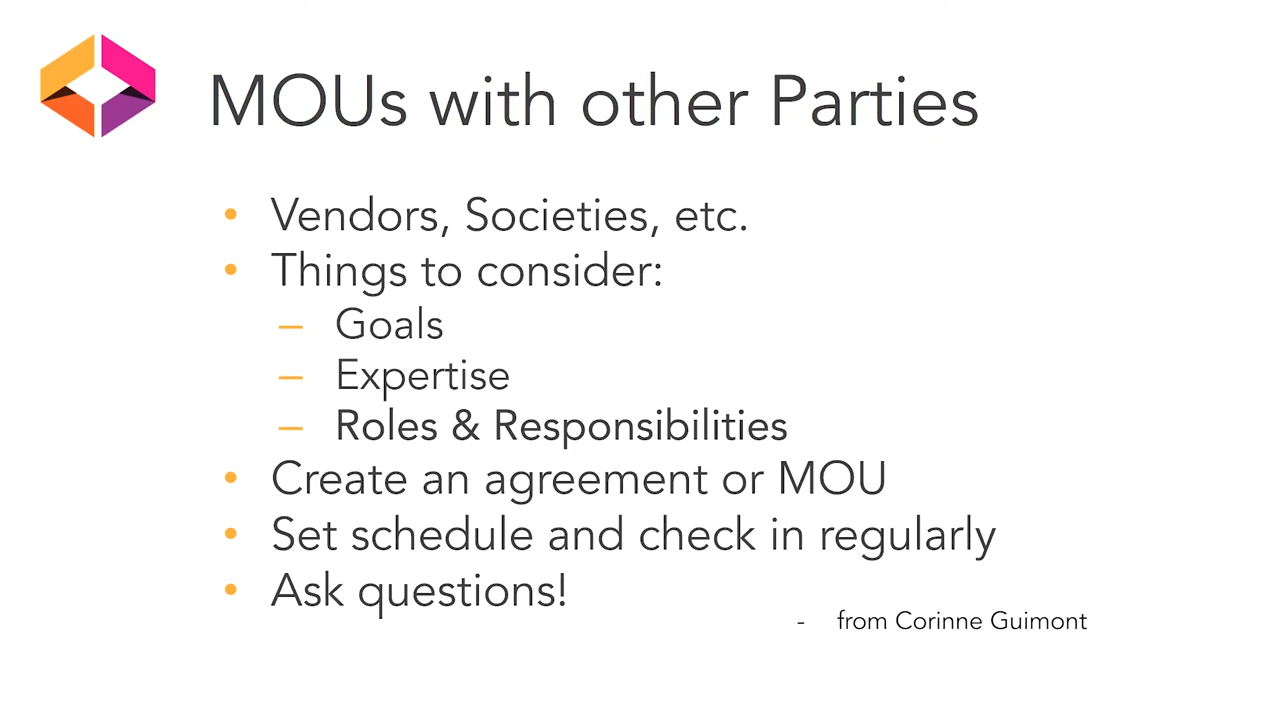 MOUs with other Parties
• Vendors, Societies, etc.
• Things to consider:
– Goals
– Expertise
– Roles & Responsibilities
• Create an agreement or MOU
• Set schedule and check in regularly
• Ask questions!
- from Corinne Guimont